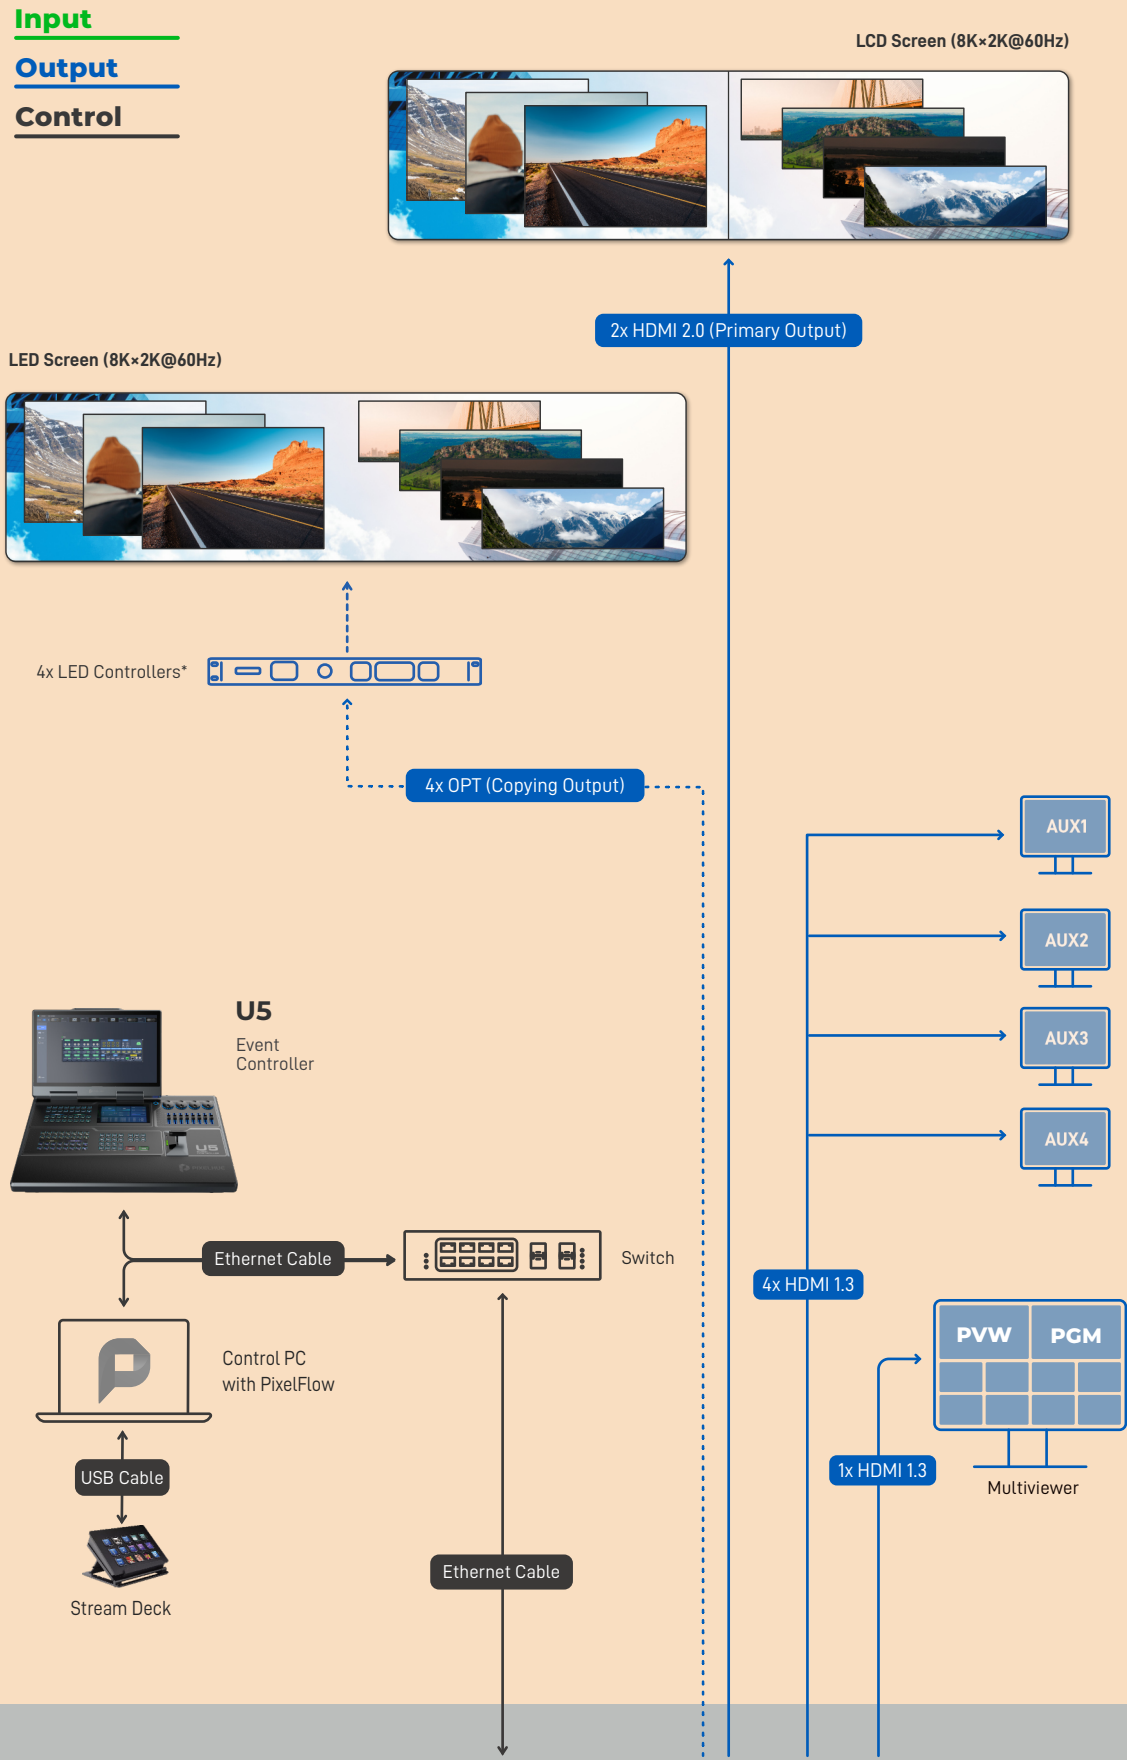 Input
Output
Control
LCD Screen (8K×2K@60Hz)
2x HDMI 2.0 (Primary Output)
LED Screen (8K×2K@60Hz)
4x LED Controllers*
4x OPT (Copying Output)
AUX1
AUX2
AUX3
AUX4
U5
Event
Controller
U5
Ethernet Cable
Switch
4x HDMI 1.3
PVW
PGM
Control PC
with PixelFlow
1x HDMI 1.3
Multiviewer
USB Cable
Ethernet Cable
Stream Deck